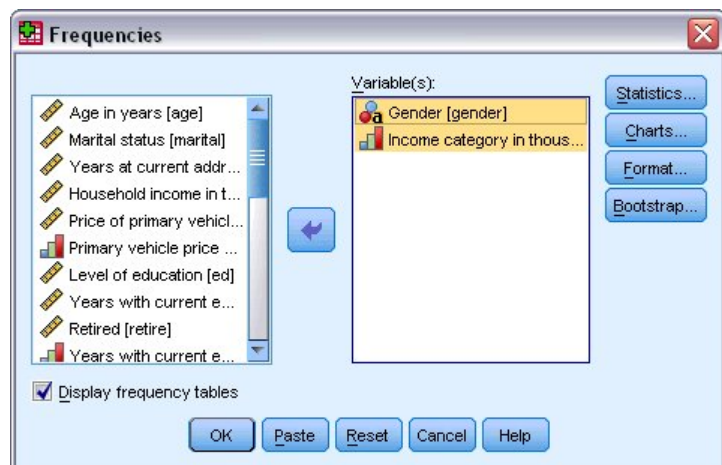 Frequencies
Variable(s):
Age in years [age]
Marital status [marital]
Years at current addr...
Household income in t...
Price of primary vehicl...
Primary vehicle price ...
Level of education [ed]
Years with current e...
Retired [retire]
Years with current e...
Gender [gender]
Income category in thous...
Statistics...
Charts...
Format...
Bootstrap...
Display frequency tables
OK Paste Reset Cancel Help